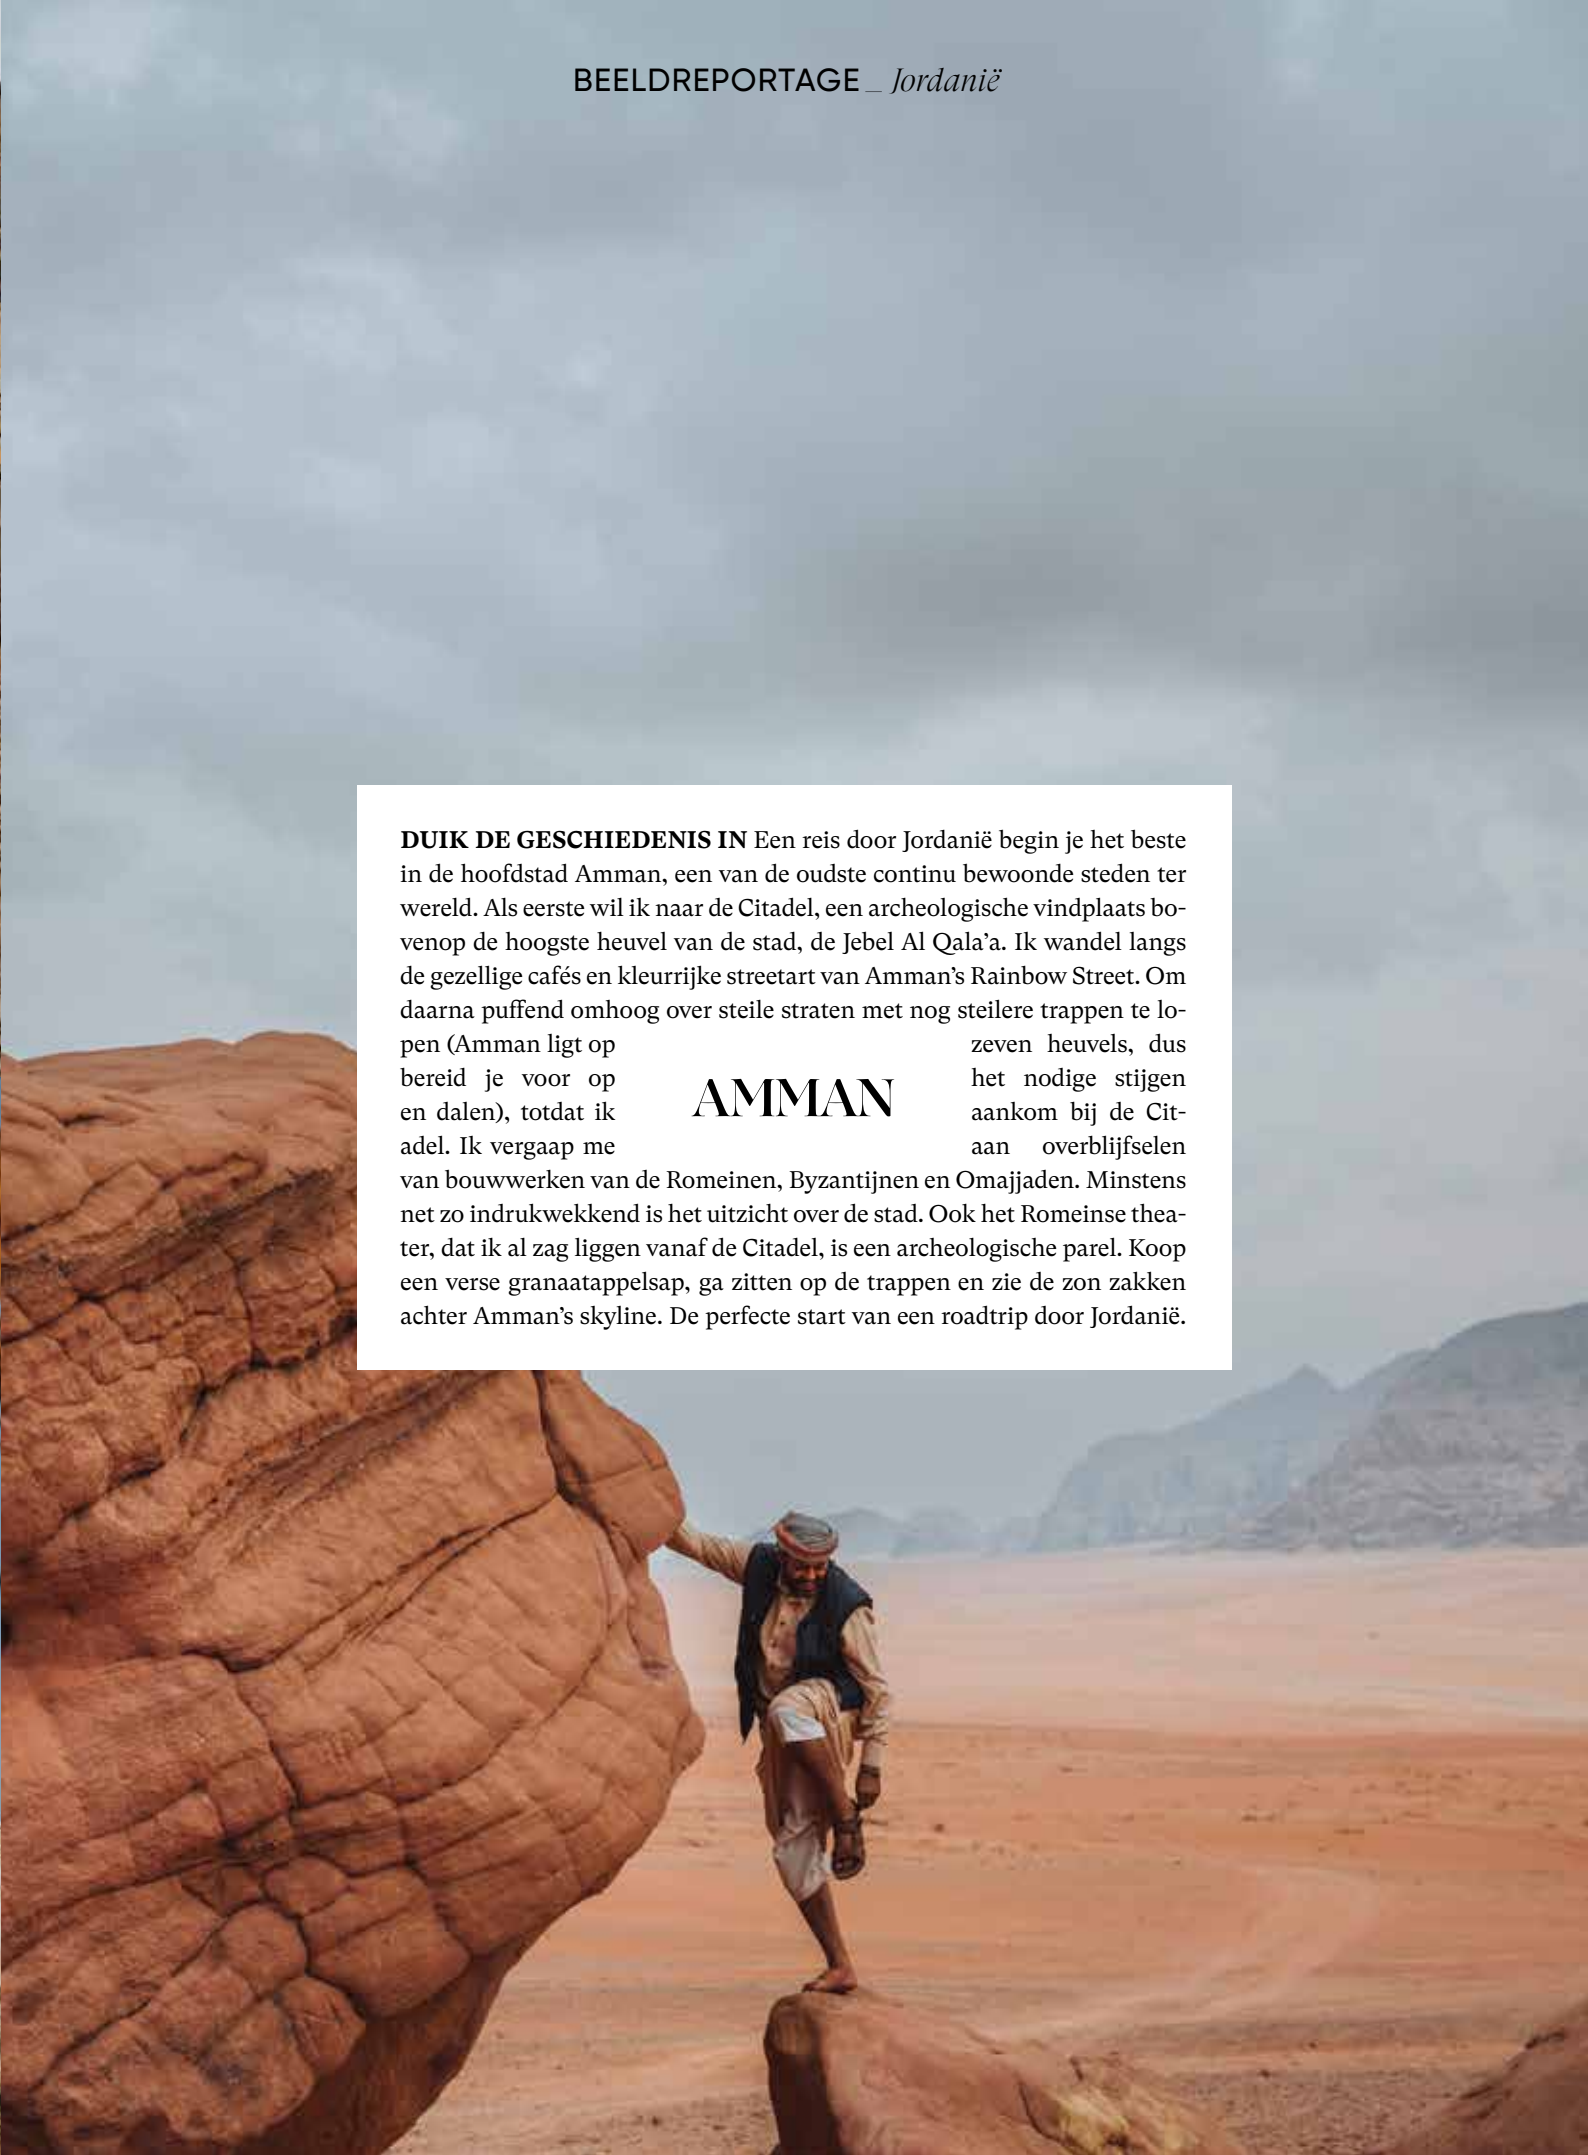 BEELDREPORTAGE _ Jordanië
DUIK DE GESCHIEDENIS IN Een reis door Jordanië begin je het beste
in de hoofdstad Amman, een van de oudste continu bewoonde steden ter
wereld. Als eerste wil ik naar de Citadel, een archeologische vindplaats bo-
venop de hoogste heuvel van de stad, de Jebel Al Qala’a. Ik wandel langs
de gezellige cafés en kleurrijke streetart van Amman’s Rainbow Street. Om
daarna puffend omhoog over steile straten met nog steilere trappen te lo-
pen (Amman ligt op zeven heuvels, dus
bereid je voor op het nodige stijgen
AMMAN
en dalen), totdat ik aankom bij de Cit-
adel. Ik vergaap me aan overblijfselen
van bouwwerken van de Romeinen, Byzantijnen en Omajjaden. Minstens
net zo indrukwekkend is het uitzicht over de stad. Ook het Romeinse thea-
ter, dat ik al zag liggen vanaf de Citadel, is een archeologische parel. Koop
een verse granaatappelsap, ga zitten op de trappen en zie de zon zakken
achter Amman’s skyline. De perfecte start van een roadtrip door Jordanië.